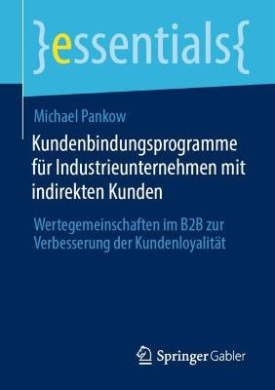 }essentials{
Michael Pankow
Kundenbindungsprogramme
für Industrieunternehmen mit
indirekten Kunden
Wertegemeinschaften im B2B zur
Verbesserung der Kundenloyalität
Springer Gabler